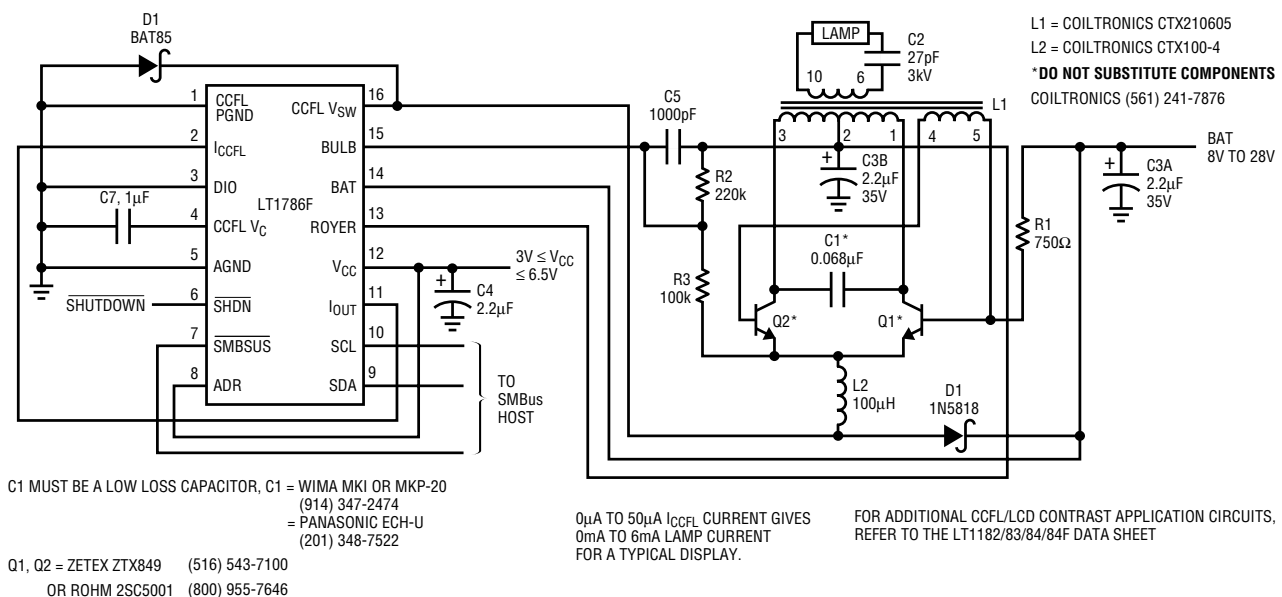 D1
BAT85
1
2
3
4
5
6
7
8
CCFL
PGND
ICCFL
DIO
CCFL VC
AGND
SHDN
SMBSUS
ADR
LT1786F
CCFL VSW
BULB
BAT
ROYER
VCC
IOUT
SCL
SDA
16
15
14
13
12
11
10
9
C7, 1µF
SHUTDOWN
3V ≤ VCC
≤ 6.5V
+
C4
2.2µF
TO
SMBus
HOST
C5
1000pF
R2
220k
R3
100k
LAMP
10
6
C2
27pF
3kV
L1
3
2
1
4
5
+
C3B
2.2µF
35V
C1*
0.068µF
Q2*
Q1*
L2
100µH
D1
1N5818
R1
750Ω
+
C3A
2.2µF
35V
BAT
8V TO 28V
L1 = COILTRONICS CTX210605
L2 = COILTRONICS CTX100-4
*DO NOT SUBSTITUTE COMPONENTS
COILTRONICS (561) 241-7876
C1 MUST BE A LOW LOSS CAPACITOR, C1 = WIMA MKI OR MKP-20
(914) 347-2474
= PANASONIC ECH-U
(201) 348-7522
Q1, Q2 = ZETEX ZTX849 (516) 543-7100
OR ROHM 2SC5001 (800) 955-7646
0µA TO 50µA ICCFL CURRENT GIVES
0mA TO 6mA LAMP CURRENT
FOR A TYPICAL DISPLAY.
FOR ADDITIONAL CCFL/LCD CONTRAST APPLICATION CIRCUITS,
REFER TO THE LT1182/83/84/84F DATA SHEET